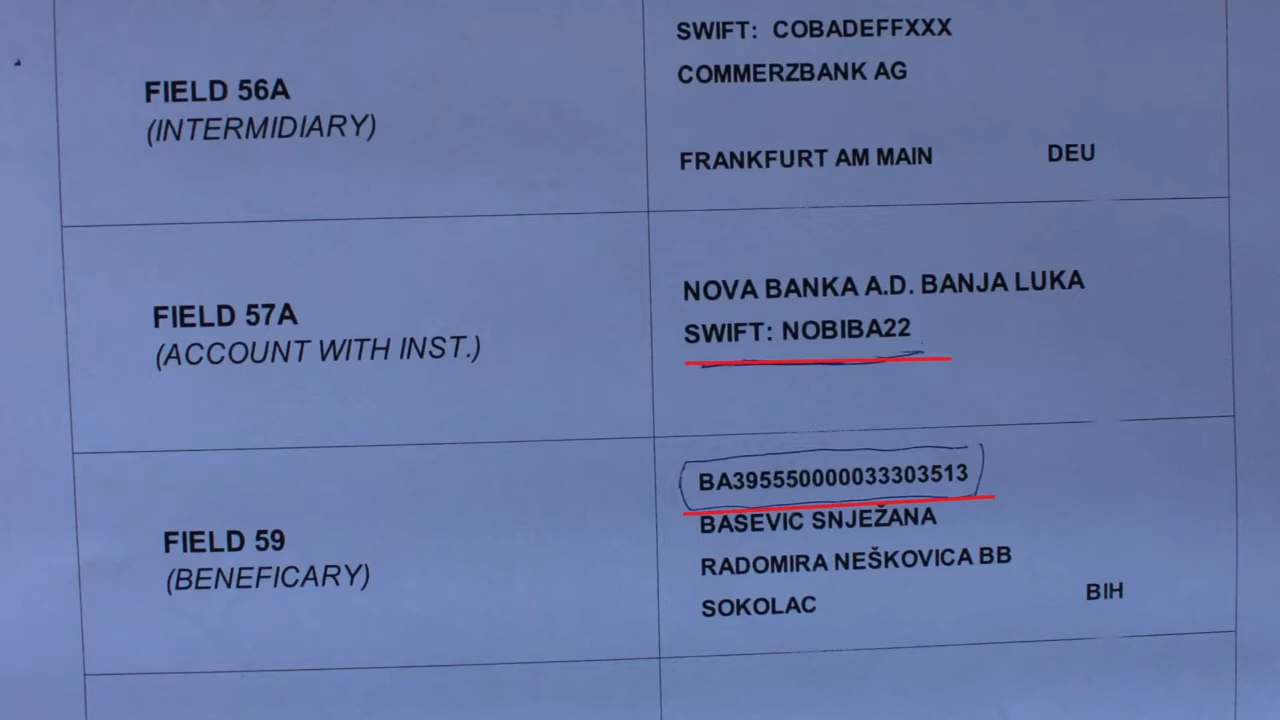 FIELD 56A
(INTERMIDIARY)
SWIFT: COBADEFFXXX
COMMERZBANK AG
FRANKFURT AM MAIN DEU
FIELD 57A
(ACCOUNT WITH INST.)
NOVA BANKA A.D. BANJA LUKA
SWIFT: NOBIBA22
FIELD 59
(BENEFICARY)
BA395550000033303513
BAŠEVIC SNJEŽANA
RADOMIRA NEŠKOVICA BB
SOKOLAC BIH